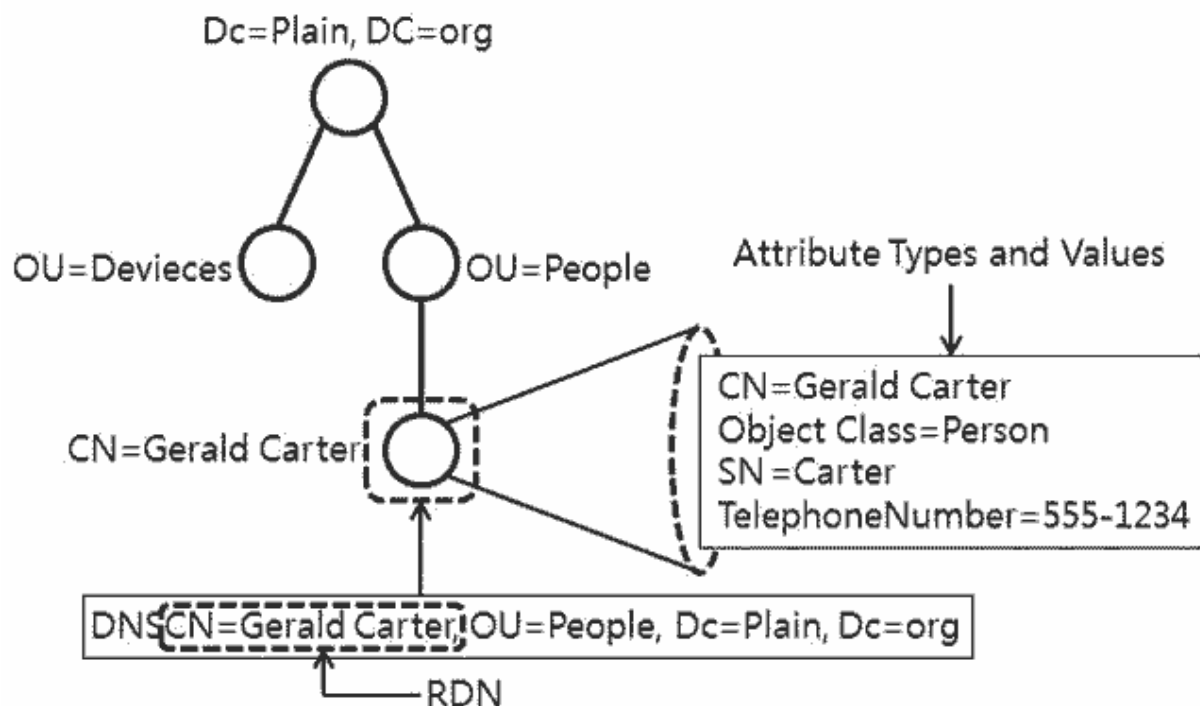 Dc=Plain, DC=org
OU=Devieces
OU=People
Attribute Types and Values
CN=Gerald Carter
CN=Gerald Carter
Object Class=Person
SN=Carter
TelephoneNumber=555-1234
DNS CN=Gerald Carter, OU=People, Dc=Plain, Dc=org
RDN